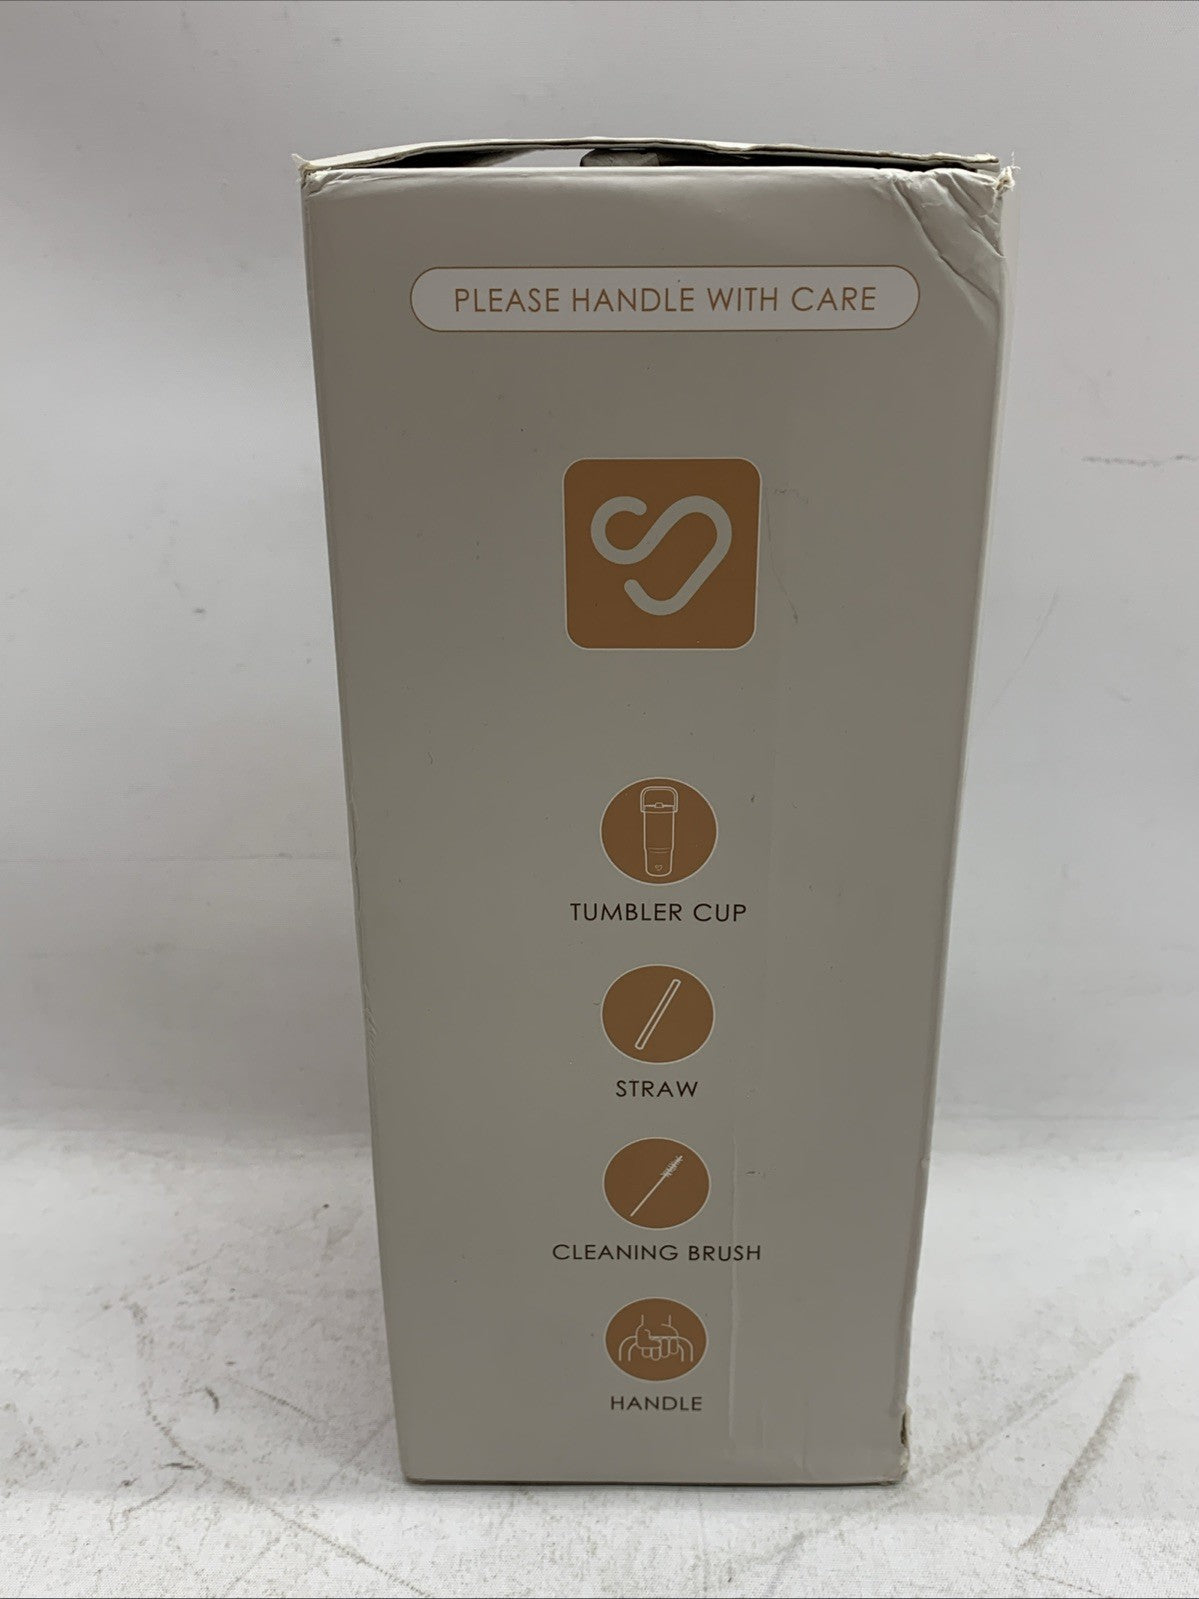 PLEASE HANDLE WITH CARE
TUMBLER CUP
STRAW
CLEANING BRUSH
HANDLE